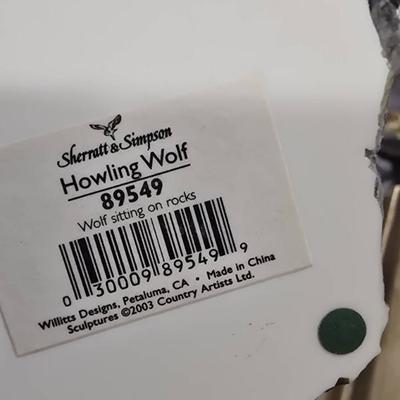 Sherratt & Simpson
Howling Wolf
89549
Wolf sitting on rocks
0 30009 89549 9
Willitts Designs, Petaluma, CA • Made in China
Sculptures ©2003 Country Artists Ltd.